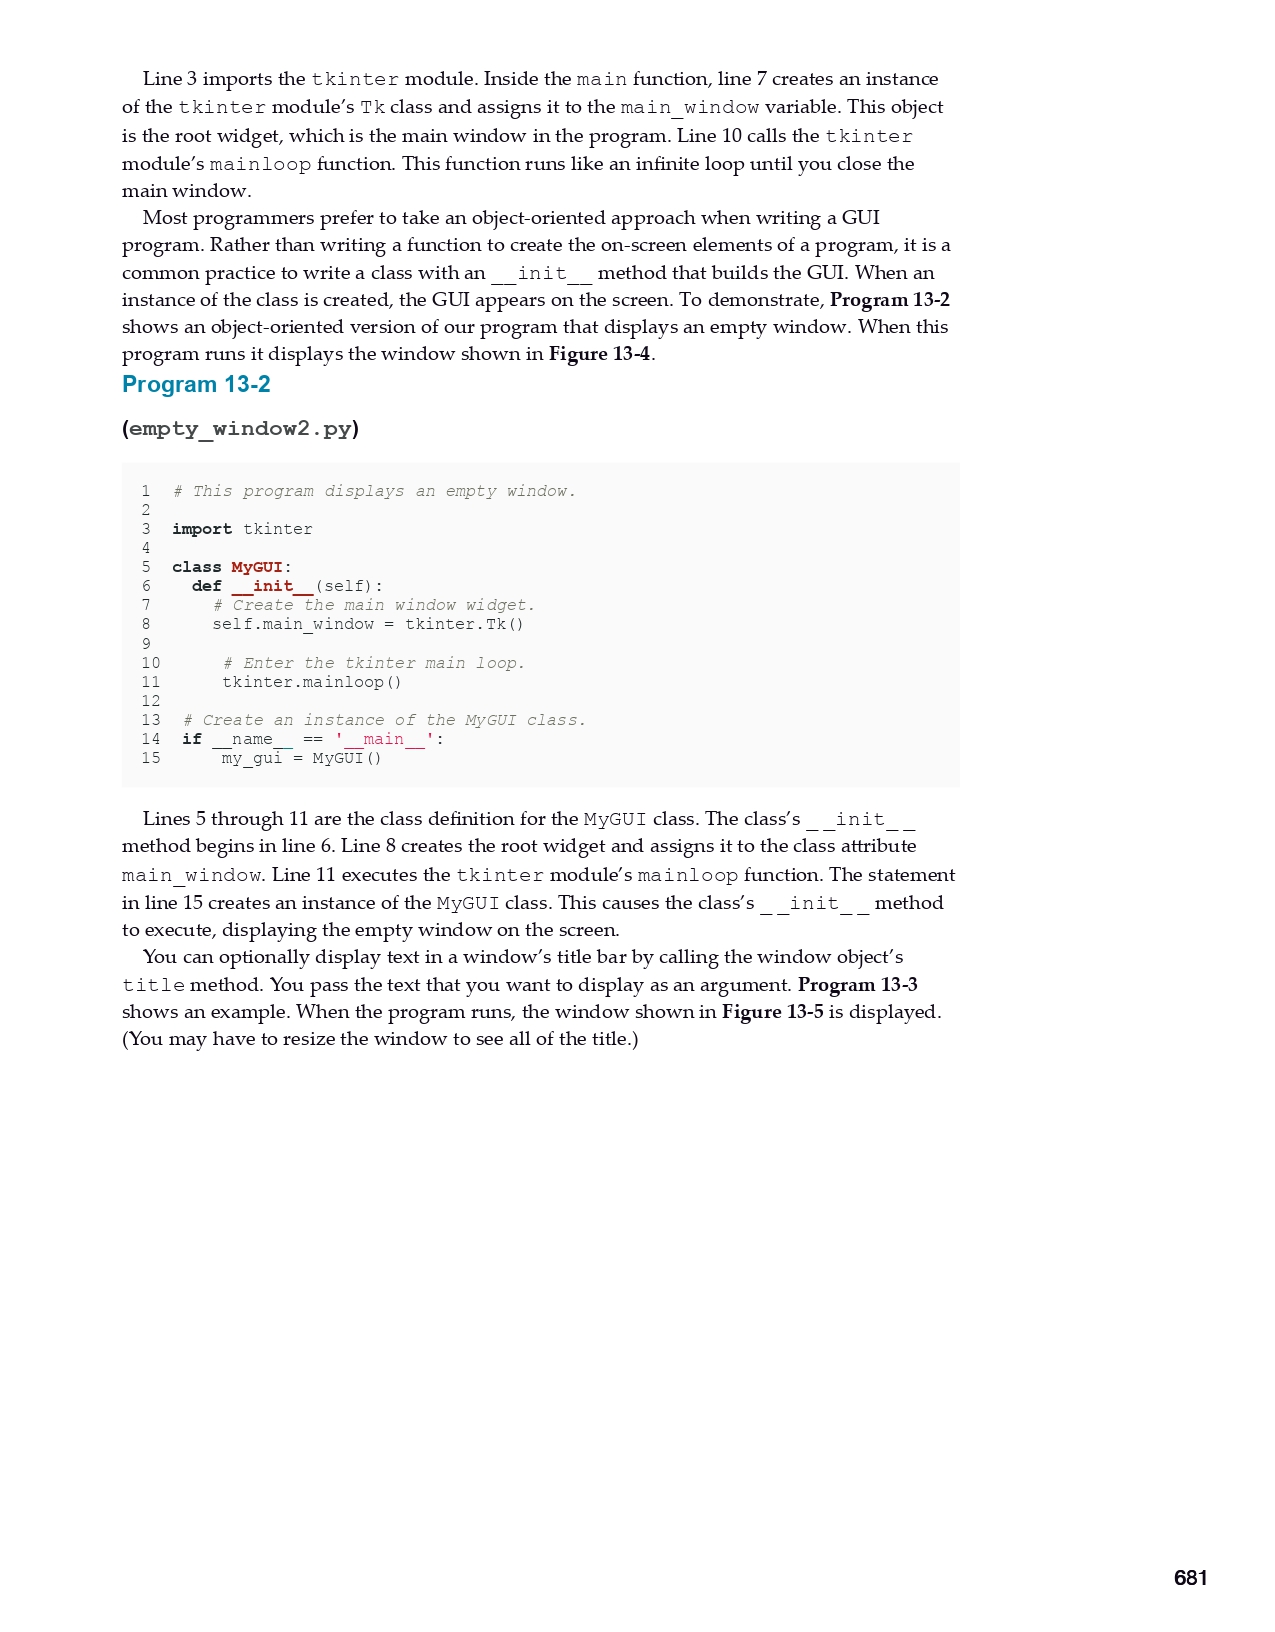 Line 3 imports the tkinter module. Inside the main function, line 7 creates an instance
of the tkinter module’s Tk class and assigns it to the main_window variable. This object
is the root widget, which is the main window in the program. Line 10 calls the tkinter
module’s mainloop function. This function runs like an infinite loop until you close the
main window.
Most programmers prefer to take an object-oriented approach when writing a GUI
program. Rather than writing a function to create the on-screen elements of a program, it is a
common practice to write a class with an __init__ method that builds the GUI. When an
instance of the class is created, the GUI appears on the screen. To demonstrate, Program 13-2
shows an object-oriented version of our program that displays an empty window. When this
program runs it displays the window shown in Figure 13-4.
Program 13-2
(empty_window2.py)
1 # This program displays an empty window.
2
3 import tkinter
4
5 class MyGUI:
6   def __init__(self):
7     # Create the main window widget.
8     self.main_window = tkinter.Tk()
9
10     # Enter the tkinter main loop.
11     tkinter.mainloop()
12
13 # Create an instance of the MyGUI class.
14 if __name__ == '__main__':
15     my_gui = MyGUI()
Lines 5 through 11 are the class definition for the MyGUI class. The class’s __init__
method begins in line 6. Line 8 creates the root widget and assigns it to the class attribute
main_window. Line 11 executes the tkinter module’s mainloop function. The statement
in line 15 creates an instance of the MyGUI class. This causes the class’s __init__ method
to execute, displaying the empty window on the screen.
You can optionally display text in a window’s title bar by calling the window object’s
title method. You pass the text that you want to display as an argument. Program 13-3
shows an example. When the program runs, the window shown in Figure 13-5 is displayed.
(You may have to resize the window to see all of the title.)
681